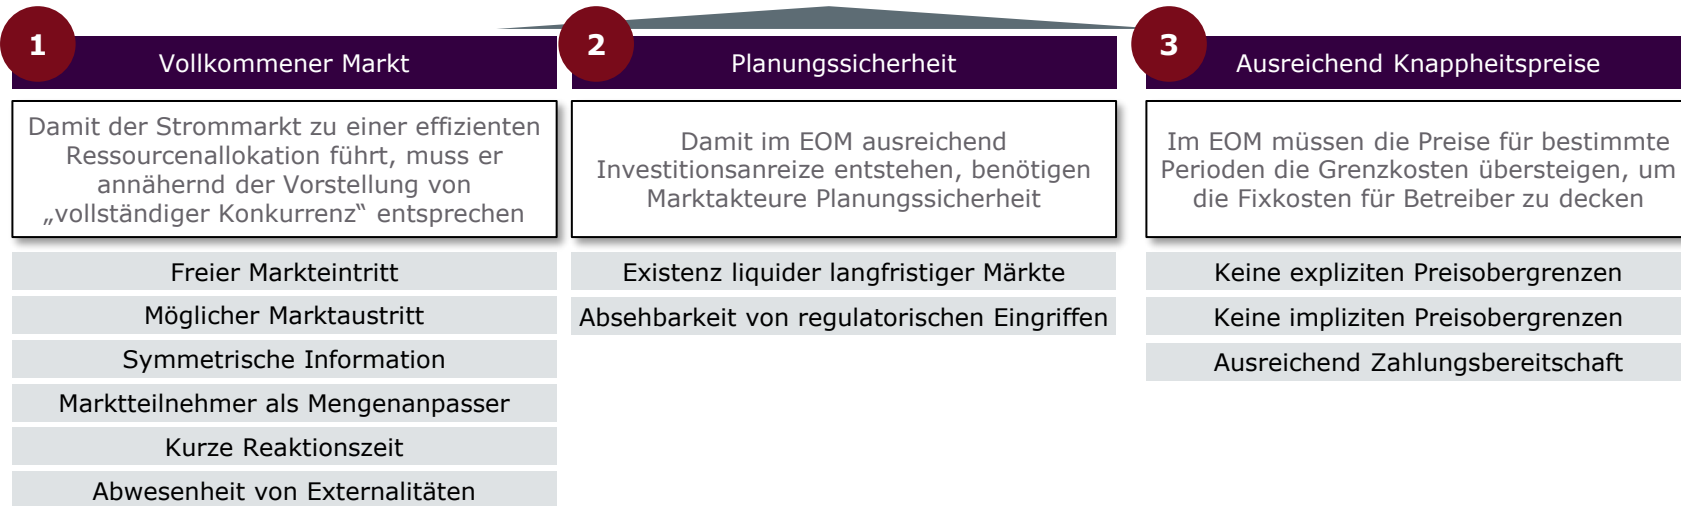 1
Vollkommener Markt
Damit der Strommarkt zu einer effizienten
Ressourcenallokation führt, muss er
annähernd der Vorstellung von
„vollständiger Konkurrenz“ entsprechen
Freier Markteintritt
Möglicher Marktaustritt
Symmetrische Information
Marktteilnehmer als Mengenanpasser
Kurze Reaktionszeit
Abwesenheit von Externalitäten
2
Planungssicherheit
Damit im EOM ausreichend
Investitionsanreize entstehen, benötigen
Marktakteure Planungssicherheit
Existenz liquider langfristiger Märkte
Absehbarkeit von regulatorischen Eingriffen
3
Ausreichend Knappheitspreise
Im EOM müssen die Preise für bestimmte
Perioden die Grenzkosten übersteigen, um
die Fixkosten für Betreiber zu decken
Keine expliziten Preisobergrenzen
Keine impliziten Preisobergrenzen
Ausreichend Zahlungsbereitschaft